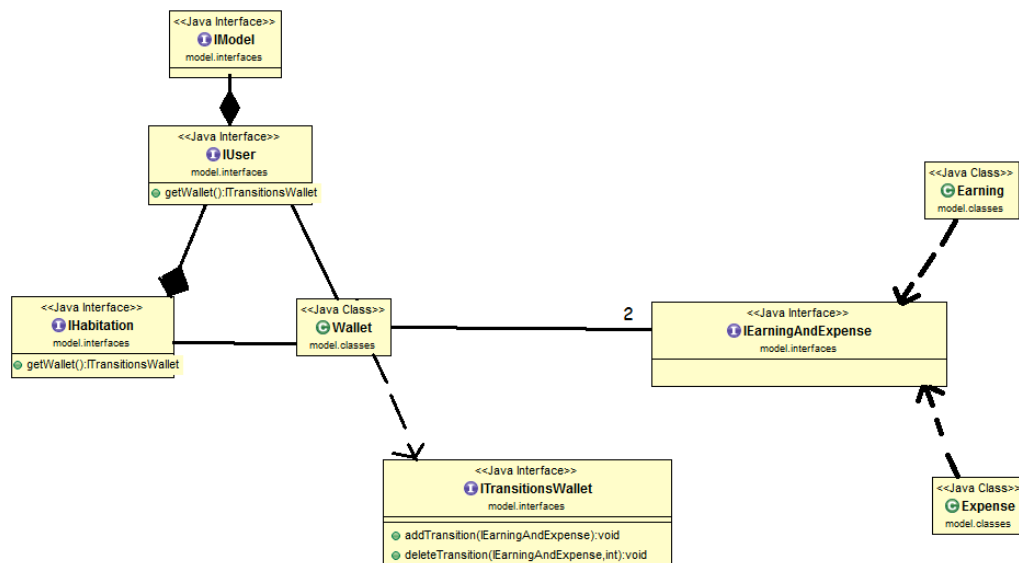 <<Java Interface>>
IModel
model.interfaces
<<Java Interface>>
IUser
model.interfaces
getWallet():ITransitionsWallet
<<Java Class>>
Earning
model.classes
<<Java Interface>>
IHabitation
model.interfaces
getWallet():ITransitionsWallet
<<Java Class>>
Wallet
model.classes
2
<<Java Interface>>
IEarningAndExpense
model.interfaces
<<Java Interface>>
ITransitionsWallet
model.interfaces
addTransition(IEarningAndExpense):void
deleteTransition(IEarningAndExpense,int):void
<<Java Class>>
Expense
model.classes